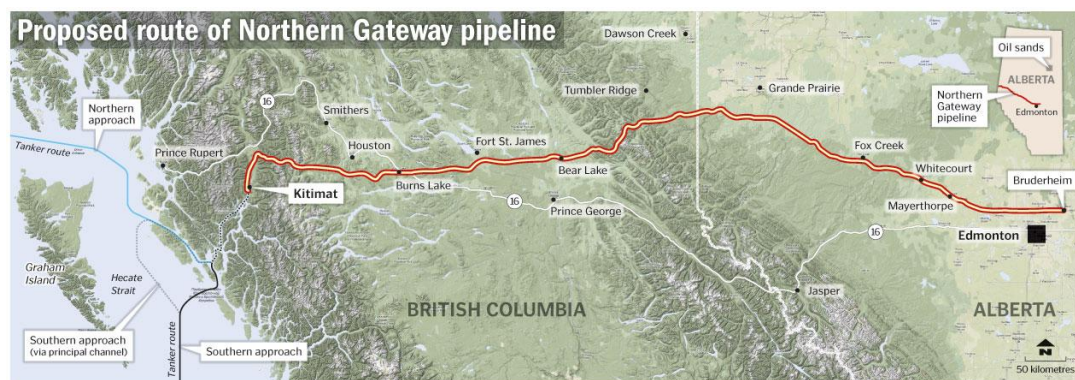 Proposed route of Northern Gateway pipeline
Dawson Creek
Oil sands
ALBERTA
Northern
Gateway
pipeline
Edmonton
Tumbler Ridge
Grande Prairie
16
Smithers
Northern
approach
Tanker route
Prince Rupert
Houston
Fort St. James
Fox Creek
Kitimat
Burns Lake
Bear Lake
Whitecourt
Bruderheim
Mayerthorpe
16
Prince George
16
Edmonton
Graham
Island
Hecate
Strait
Jasper
BRITISH COLUMBIA
ALBERTA
Southern approach
(via principal channel)
Tanker route
Southern approach
N
50 kilometres